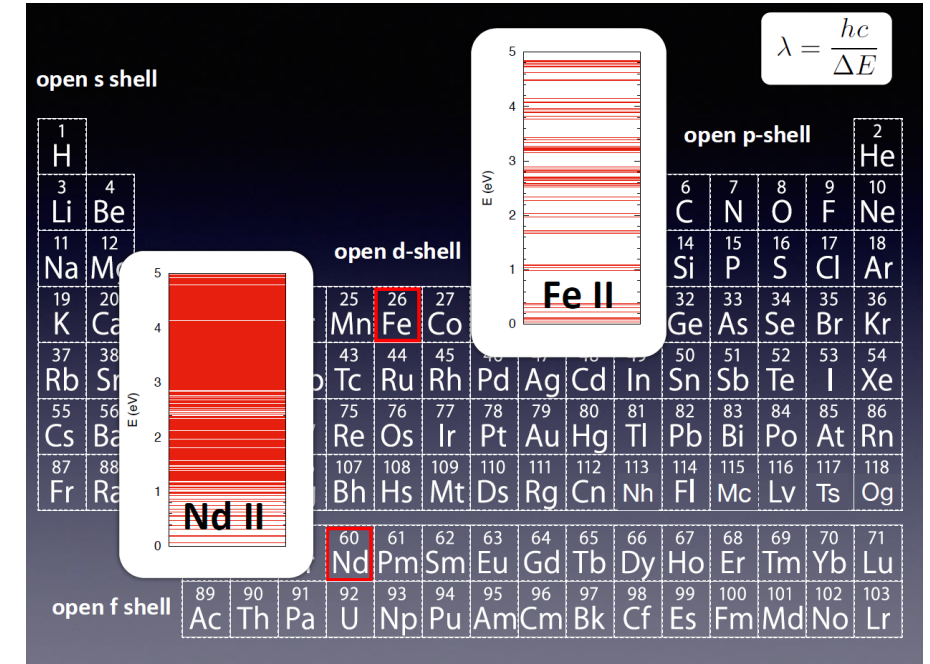 λ = hc / ΔE
open s shell
open p-shell
open d-shell
open f shell
5
4
3
2
1
0
E (eV)
Fe II
5
4
3
2
1
0
E (eV)
Nd II
1 2
H He
3 4 6 7 8 9 10
Li Be C N O F Ne
11 12 14 15 16 17 18
Na Si P S Cl Ar
19 20 25 26 27 32 33 34 35 36
K Ca Mn Fe Co Ge As Se Br Kr
37 38 43 44 45 50 51 52 53 54
Rb Sr Tc Ru Rh Pd Ag Cd In Sn Sb Te I Xe
55 56 75 76 77 78 79 80 81 82 83 84 85 86
Cs Ba Re Os Ir Pt Au Hg Tl Pb Bi Po At Rn
87 88 107 108 109 110 111 112 113 114 115 116 117 118
Fr Ra Bh Hs Mt Ds Rg Cn Nh Fl Mc Lv Ts Og
60 61 62 63 64 65 66 67 68 69 70 71
Nd Pm Sm Eu Gd Tb Dy Ho Er Tm Yb Lu
89 90 91 92 93 94 95 96 97 98 99 100 101 102 103
Ac Th Pa U Np Pu Am Cm Bk Cf Es Fm Md No Lr